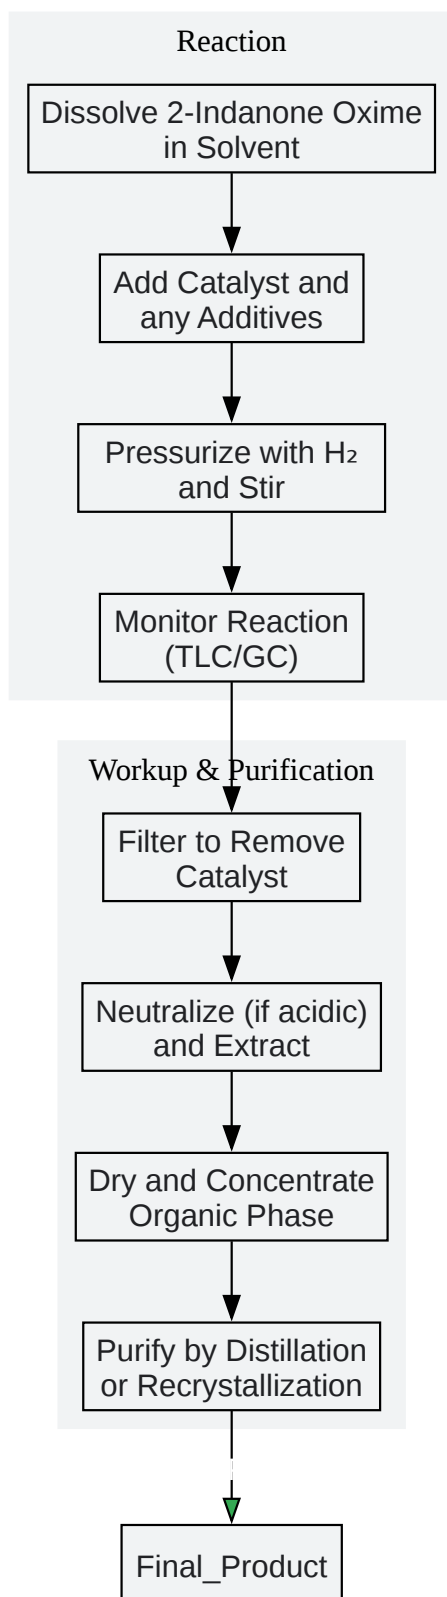 Reaction
Dissolve 2-Indanone Oxime
in Solvent
Add Catalyst and
any Additives
Pressurize with H₂
and Stir
Monitor Reaction
(TLC/GC)
Workup & Purification
Filter to Remove
Catalyst
Neutralize (if acidic)
and Extract
Dry and Concentrate
Organic Phase
Purify by Distillation
or Recrystallization
Final_Product